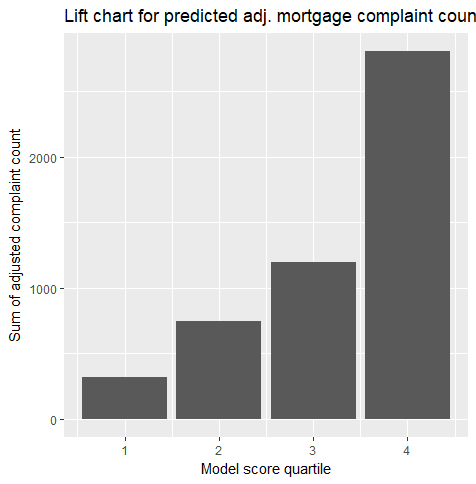 Lift chart for predicted adj. mortgage complaint coun
Sum of adjusted complaint count
2000
1000
0
1 2 3 4
Model score quartile